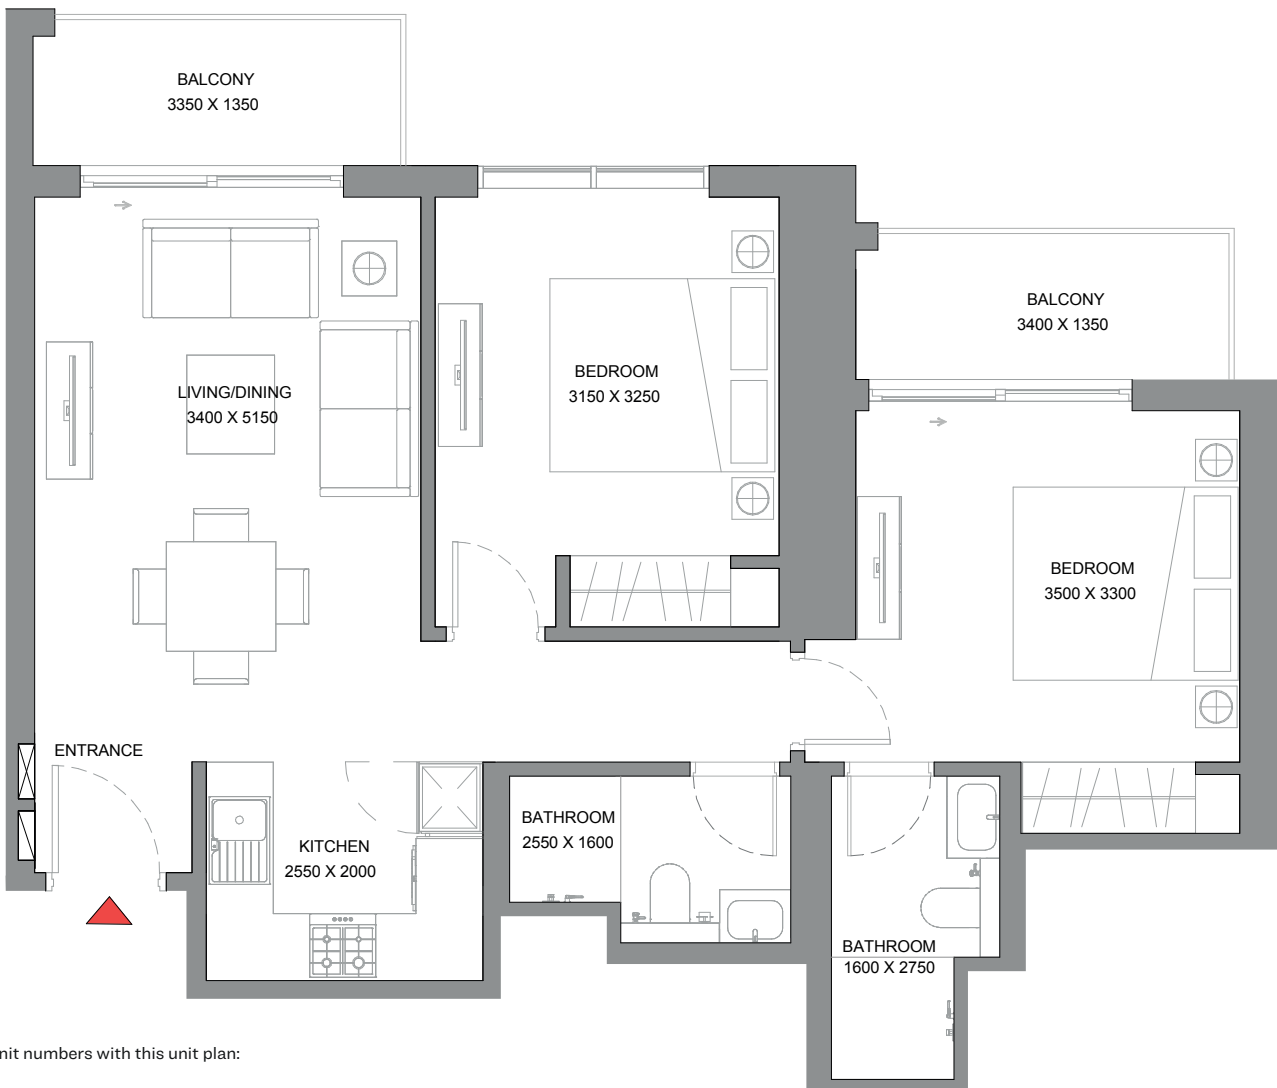 BALCONY
3350 X 1350
BALCONY
3400 X 1350
LIVING/DINING
3400 X 5150
BEDROOM
3150 X 3250
BEDROOM
3500 X 3300
ENTRANCE
KITCHEN
2550 X 2000
BATHROOM
2550 X 1600
BATHROOM
1600 X 2750
nit numbers with this unit plan: